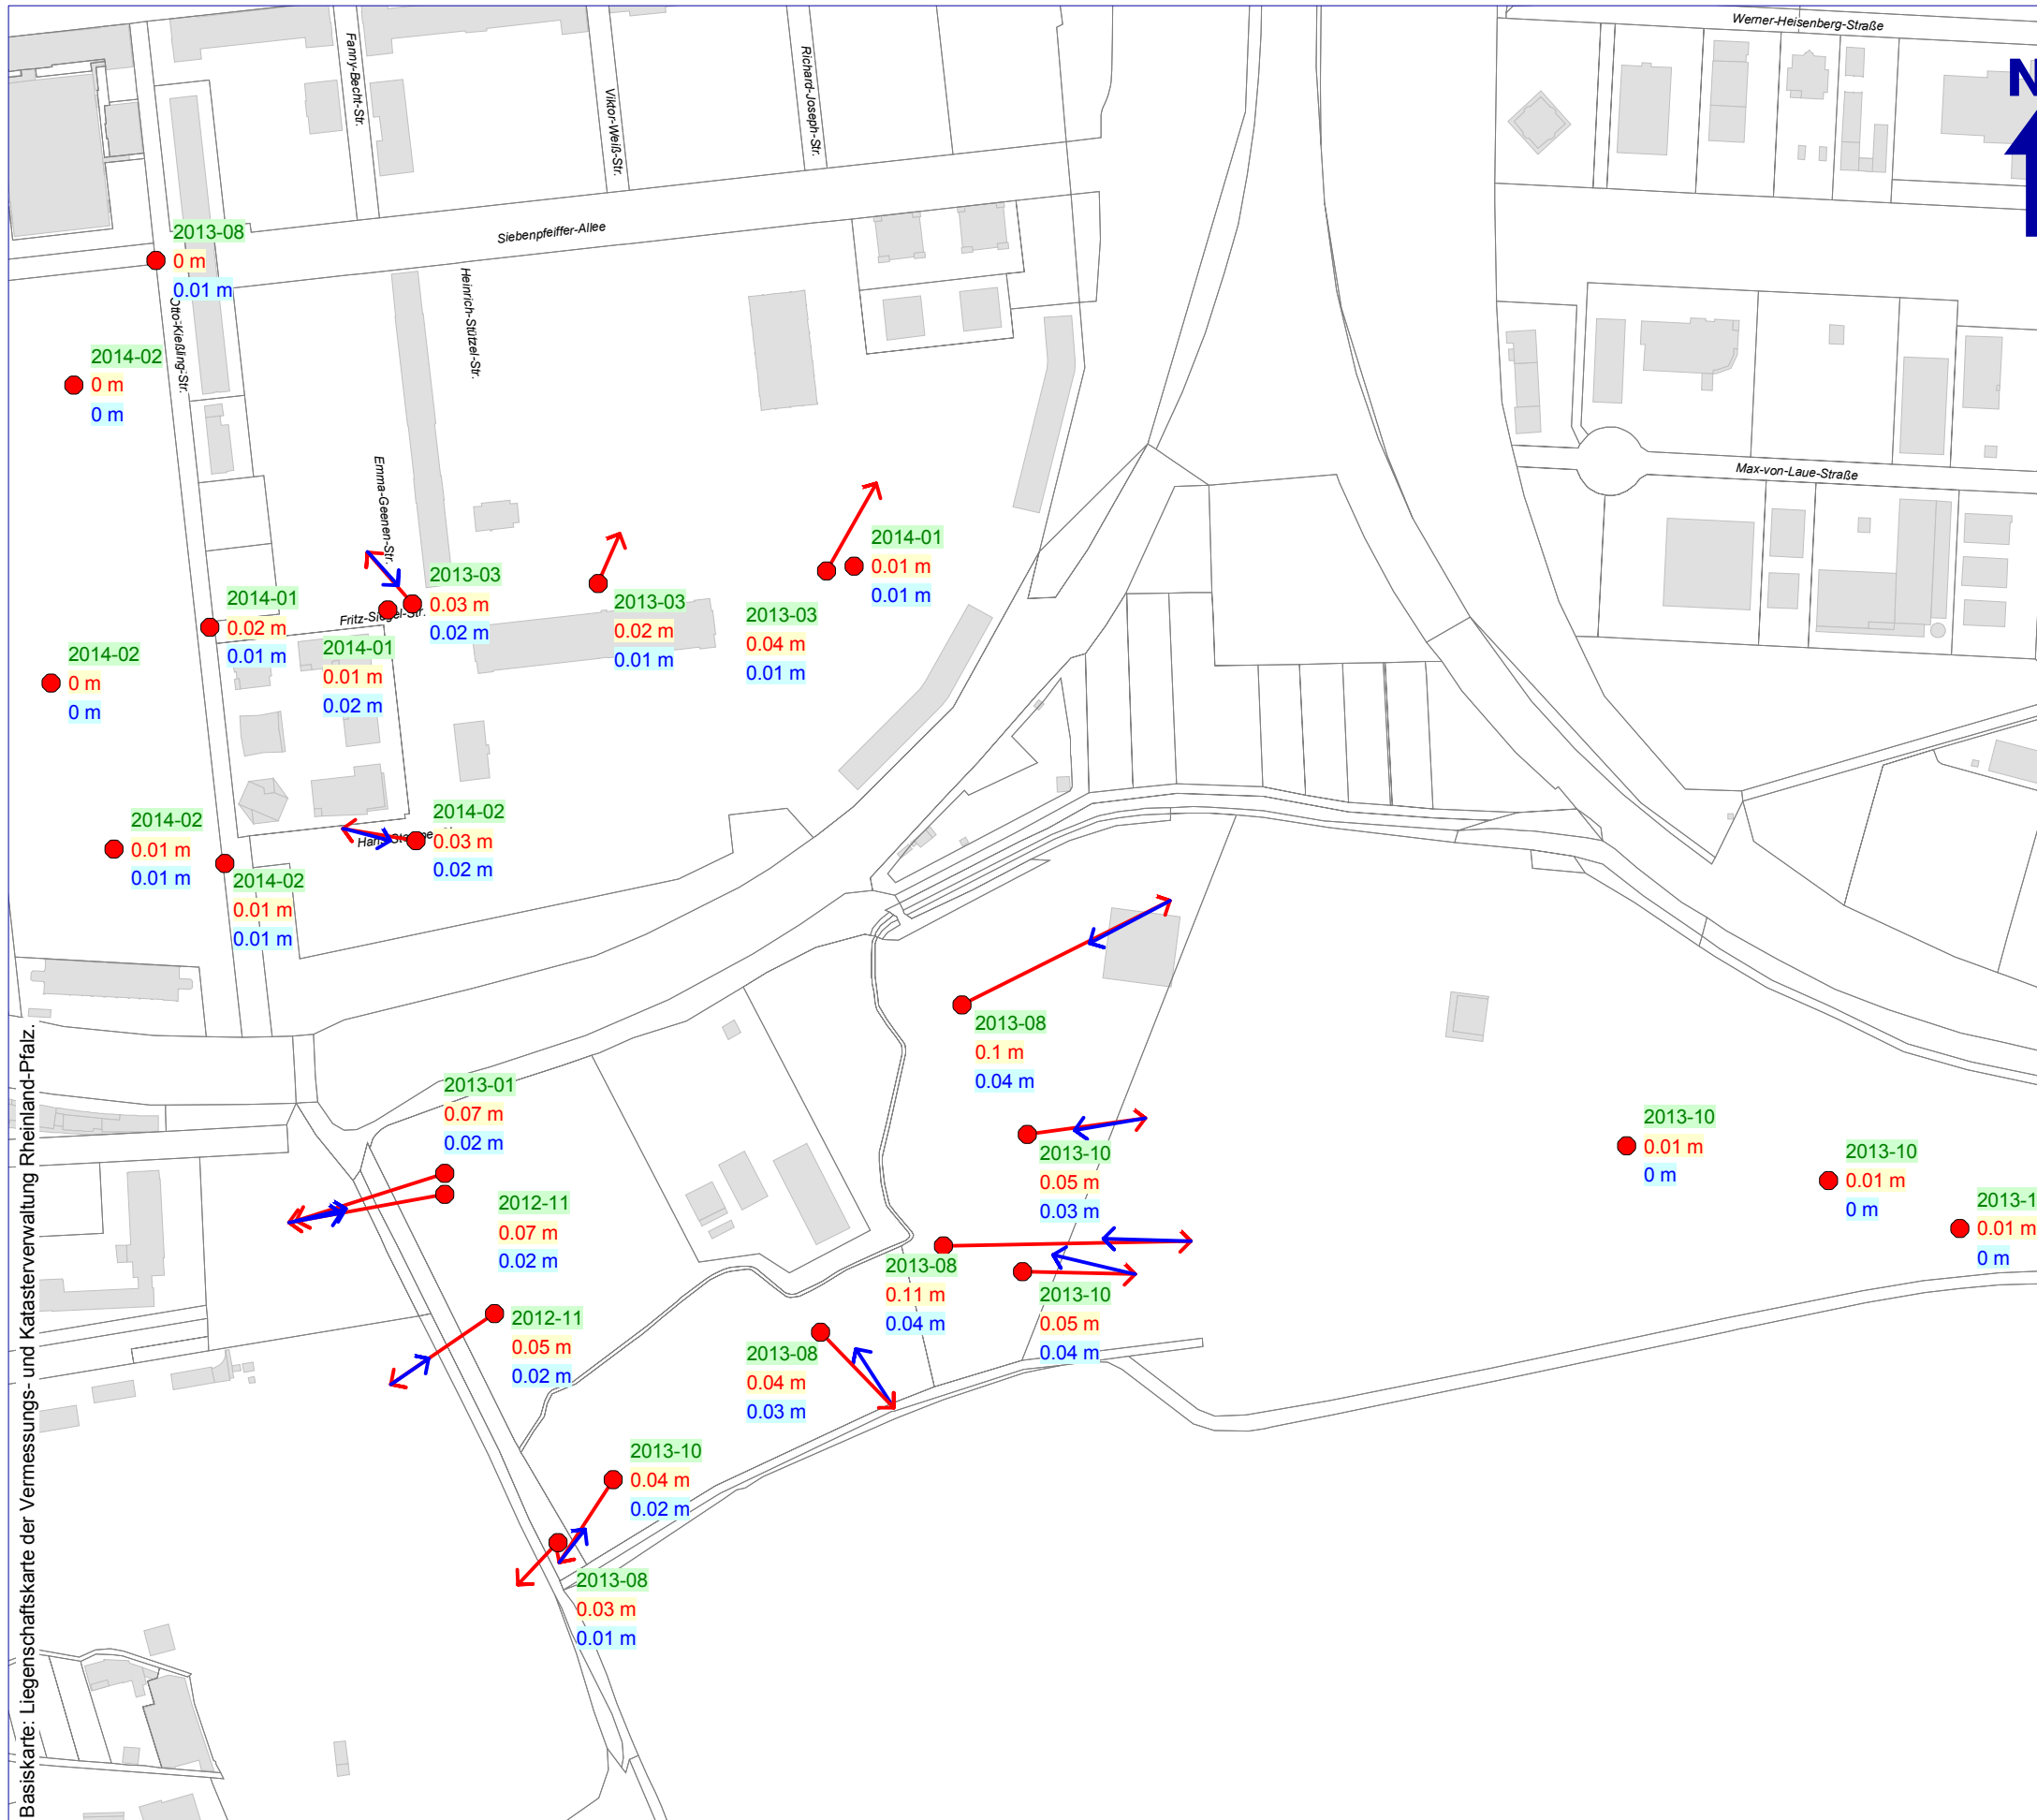 Werner-Heisenberg-Straße
N
Fanny-Becht-Str.
Viktor-Weiß-Str.
Richard-Joseph-Str.
Siebenpfeiffer-Allee
2013-08
0 m
0.01 m
Otto-Kießling-Str.
Heinrich-Stützel-Str.
2014-02
0 m
0 m
Emma-Geenen-Str.
Max-von-Laue-Straße
2014-01
0.01 m
0.01 m
2013-03
0.03 m
0.02 m
2013-03
0.02 m
0.01 m
2013-03
0.04 m
0.01 m
2014-01
0.02 m
0.01 m
Fritz-Siegel-Str.
2014-01
0.01 m
0.02 m
2014-02
0 m
0 m
2014-02
0.03 m
0.02 m
2014-02
0.01 m
0.01 m
2014-02
0.01 m
0.01 m
2013-08
0.1 m
0.04 m
2013-01
0.07 m
0.02 m
2013-10
0.05 m
0.03 m
2013-10
0.01 m
0 m
2013-10
0.01 m
0 m
2013-1
0.01 m
0 m
2012-11
0.07 m
0.02 m
2013-08
0.11 m
0.04 m
2013-10
0.05 m
0.04 m
2012-11
0.05 m
0.02 m
2013-08
0.04 m
0.03 m
2013-10
0.04 m
0.02 m
2013-08
0.03 m
0.01 m
Basiskarte: Liegenschaftskarte der Vermessungs- und Katasterverwaltung Rheinland-Pfalz.